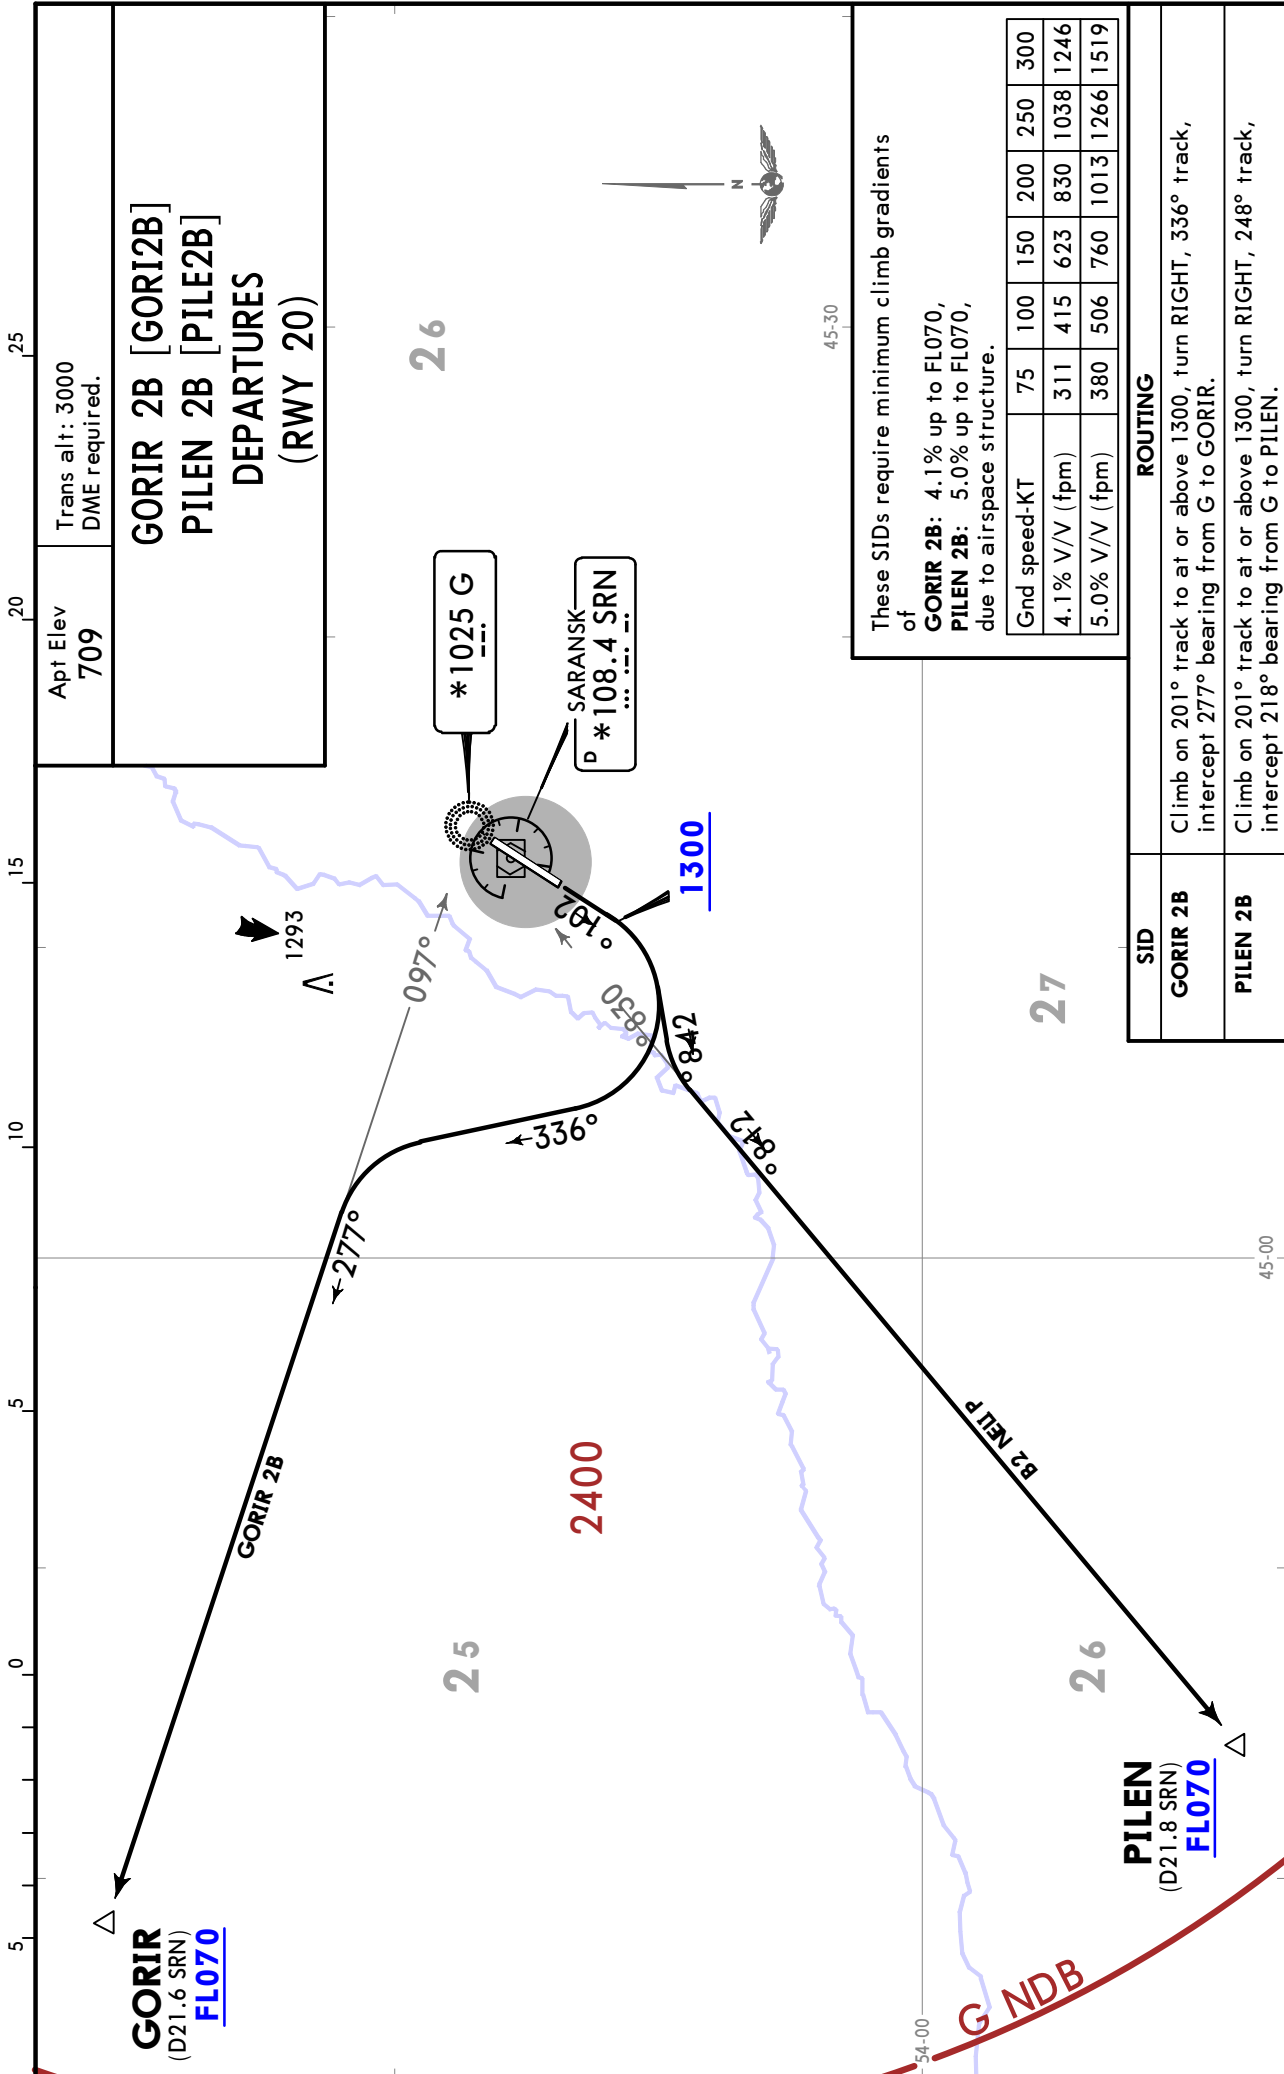 Apt Elev
709
Trans alt: 3000
DME required.
GORIR 2B [GORI2B]
PILEN 2B [PILE2B]
DEPARTURES
(RWY 20)
5
0
5
10
15
20
25
26
*1025 G
SARANSK
D *108.4 SRN
1293
097°
1300
201°
038°
248°
218°
336°
277°
GORIR 2B
GORIR
(D21.6 SRN)
FL070
2400
25
26
27
PILEN 2B
PILEN
(D21.8 SRN)
FL070
G NDB
54-00
45-00
45-30
N
These SIDs require minimum climb gradients
of
GORIR 2B: 4.1% up to FL070,
PILEN 2B: 5.0% up to FL070,
due to airspace structure.
Gnd speed-KT 75 100 150 200 250 300
4.1% V/V (fpm) 311 415 623 830 1038 1246
5.0% V/V (fpm) 380 506 760 1013 1266 1519
SID ROUTING
GORIR 2B Climb on 201° track to at or above 1300, turn RIGHT, 336° track,
intercept 277° bearing from G to GORIR.
PILEN 2B Climb on 201° track to at or above 1300, turn RIGHT, 248° track,
intercept 218° bearing from G to PILEN.